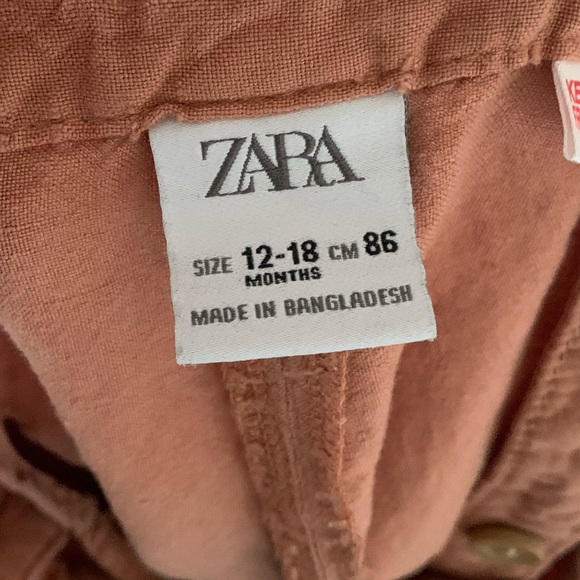 ZARA
SIZE 12-18 CM 86
MONTHS
MADE IN BANGLADESH